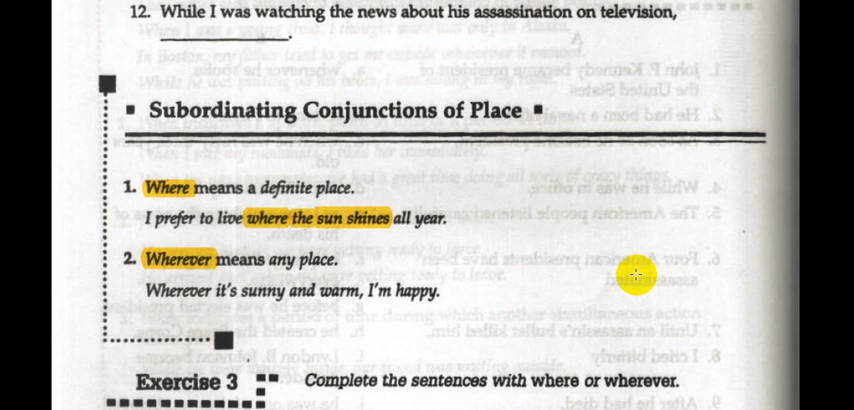 12. While I was watching the news about his assassination on television,
____________.
▪ Subordinating Conjunctions of Place ▪
1. Where means a definite place.
I prefer to live where the sun shines all year.
2. Wherever means any place.
Wherever it's sunny and warm, I'm happy.
Exercise 3 Complete the sentences with where or wherever.